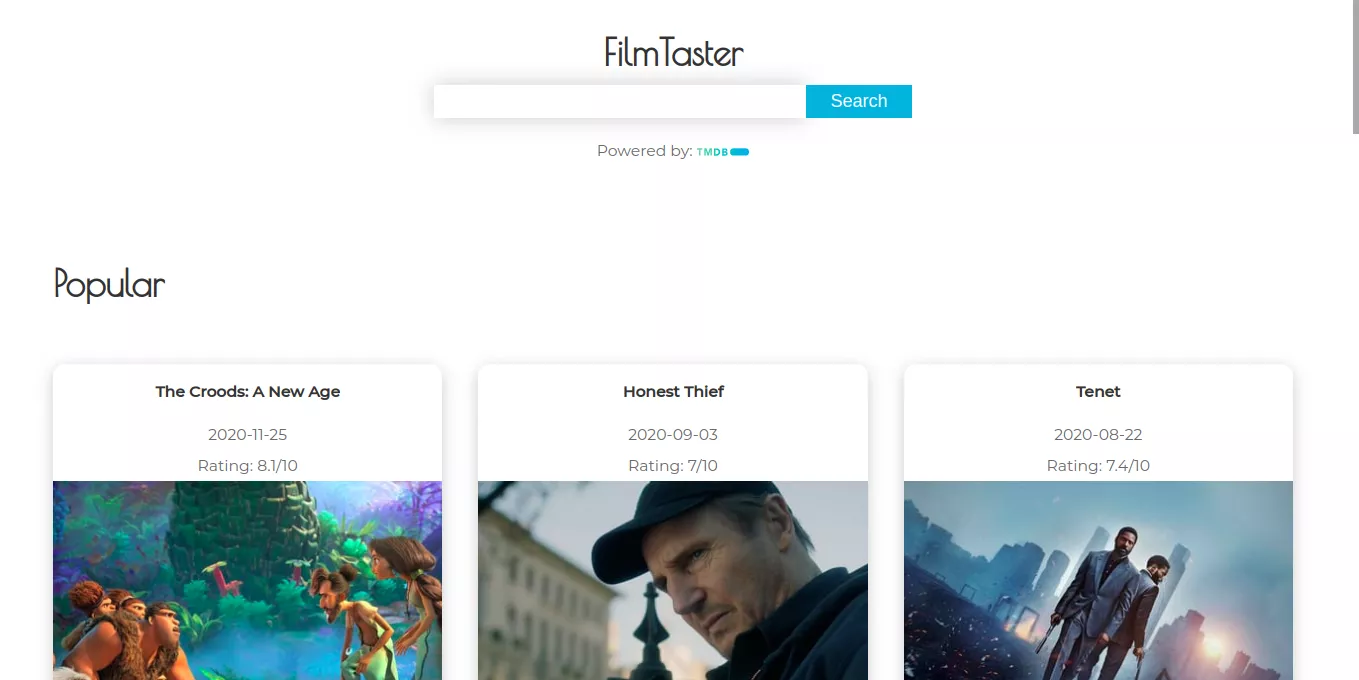 FilmTaster
Search
Powered by: TMDB
Popular
The Croods: A New Age
2020-11-25
Rating: 8.1/10
Honest Thief
2020-09-03
Rating: 7/10
Tenet
2020-08-22
Rating: 7.4/10